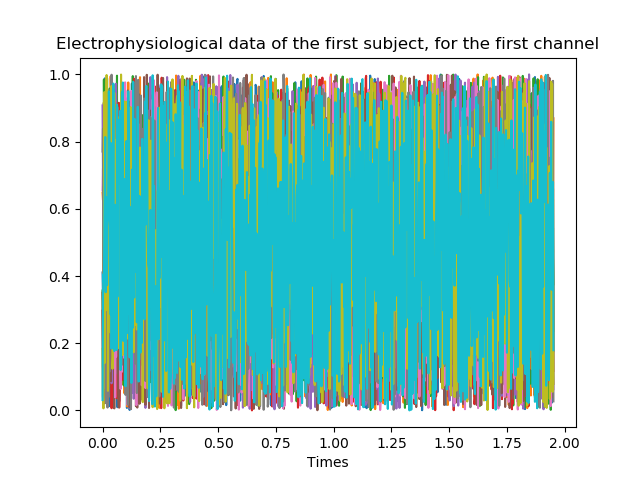 Electrophysiological data of the first subject, for the first channel
1.0
0.8
0.6
0.4
0.2
0.0
0.00 0.25 0.50 0.75 1.00 1.25 1.50 1.75 2.00
Times